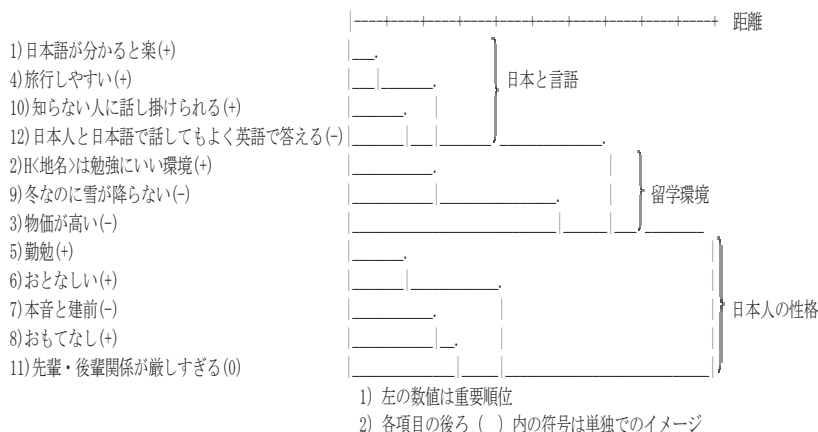 距離
1)日本語が分かると楽(+)
4)旅行しやすい(+)
日本と言語
10)知らない人に話し掛けられる(+)
12)日本人と日本語で話してもよく英語で答える(-)
2)H<地名>は勉強にいい環境(+)
9)冬なのに雪が降らない(-)
留学環境
3)物価が高い(-)
5)勤勉(+)
6)おとなしい(+)
7)本音と建前(-)
日本人の性格
8)おもてなし(+)
11)先輩・後輩関係が厳しすぎる(0)
1) 左の数値は重要順位
2) 各項目の後ろ ( ) 内の符号は単独でのイメージ